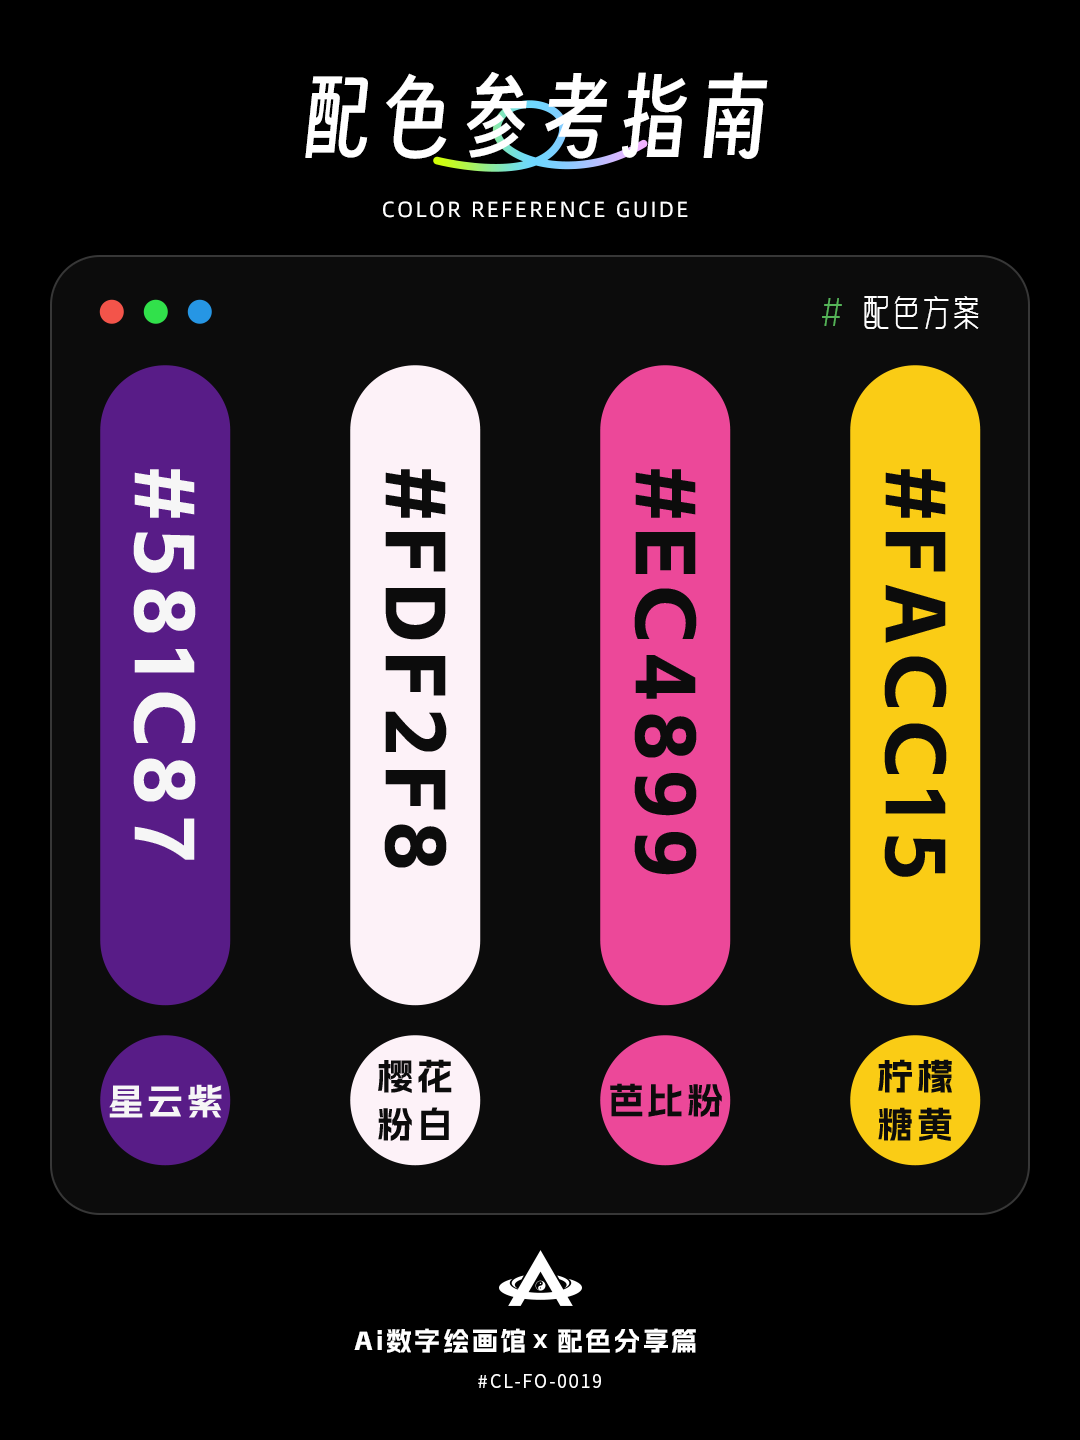 配色参考指南
COLOR REFERENCE GUIDE
# 配色方案
#581C87
#FDF2F8
#EC4899
#FACC15
星云紫
樱花
粉白
芭比粉
柠檬
糖黄
Ai数字绘画馆 x 配色分享篇
#CL-FO-0019